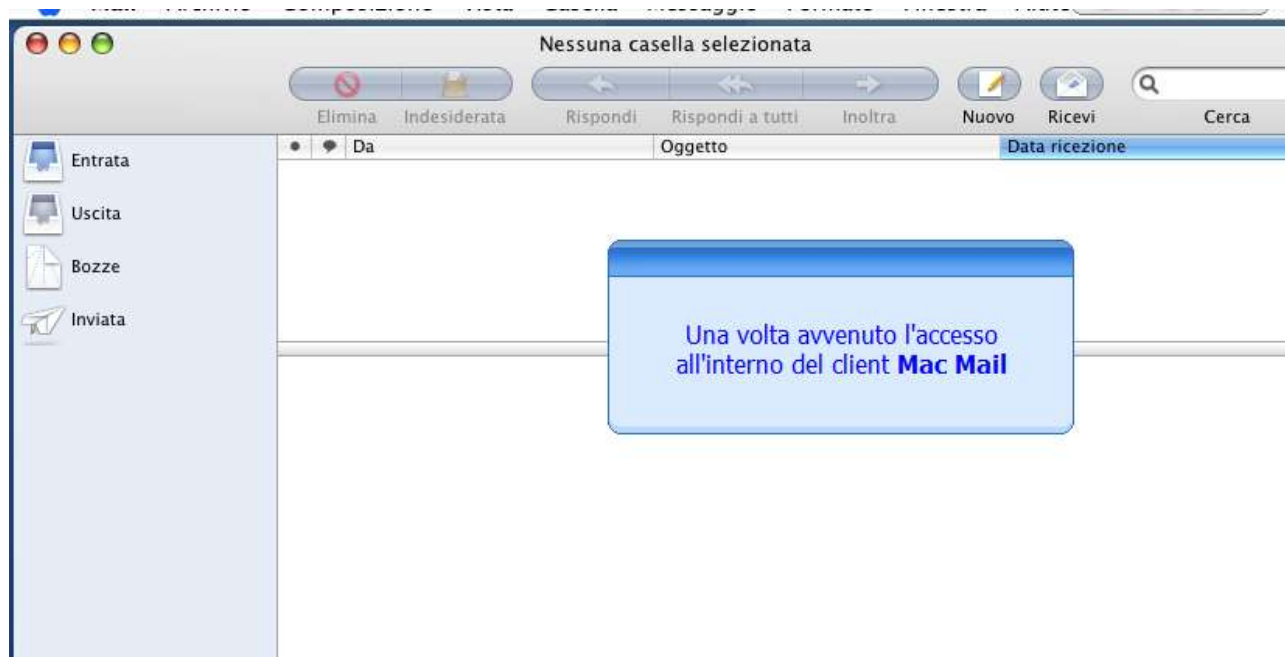 Nessuna casella selezionata
Elimina Indesiderata Rispondi Rispondi a tutti Inoltra Nuovo Ricevi Cerca
Da Oggetto Data ricezione
Entrata
Uscita
Bozze
Inviata
Una volta avvenuto l'accesso
all'interno del client Mac Mail